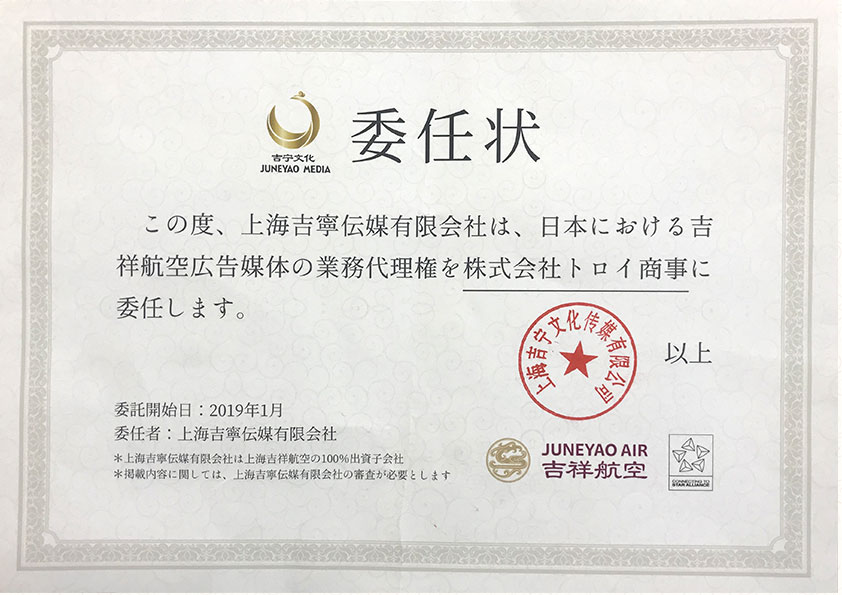 吉宁文化
JUNEYAO MEDIA
委任状
この度、上海吉寧伝媒有限会社は、日本における吉
祥航空広告媒体の業務代理権を株式会社トロイ商事に
委任します。
上海吉宁文化传媒有限公司
以上
委託開始日：2019年1月
委任者：上海吉寧伝媒有限会社
＊上海吉寧伝媒有限会社は上海吉祥航空の100%出資子会社
＊掲載内容に関しては、上海吉寧伝媒有限会社の審査が必要とします
JUNEYAO AIR
吉祥航空
CONNECTING TO
STAR ALLIANCE